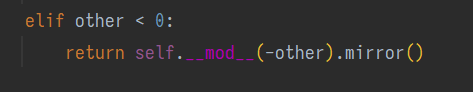 elif other < 0:
return self.__mod__(-other).mirror()